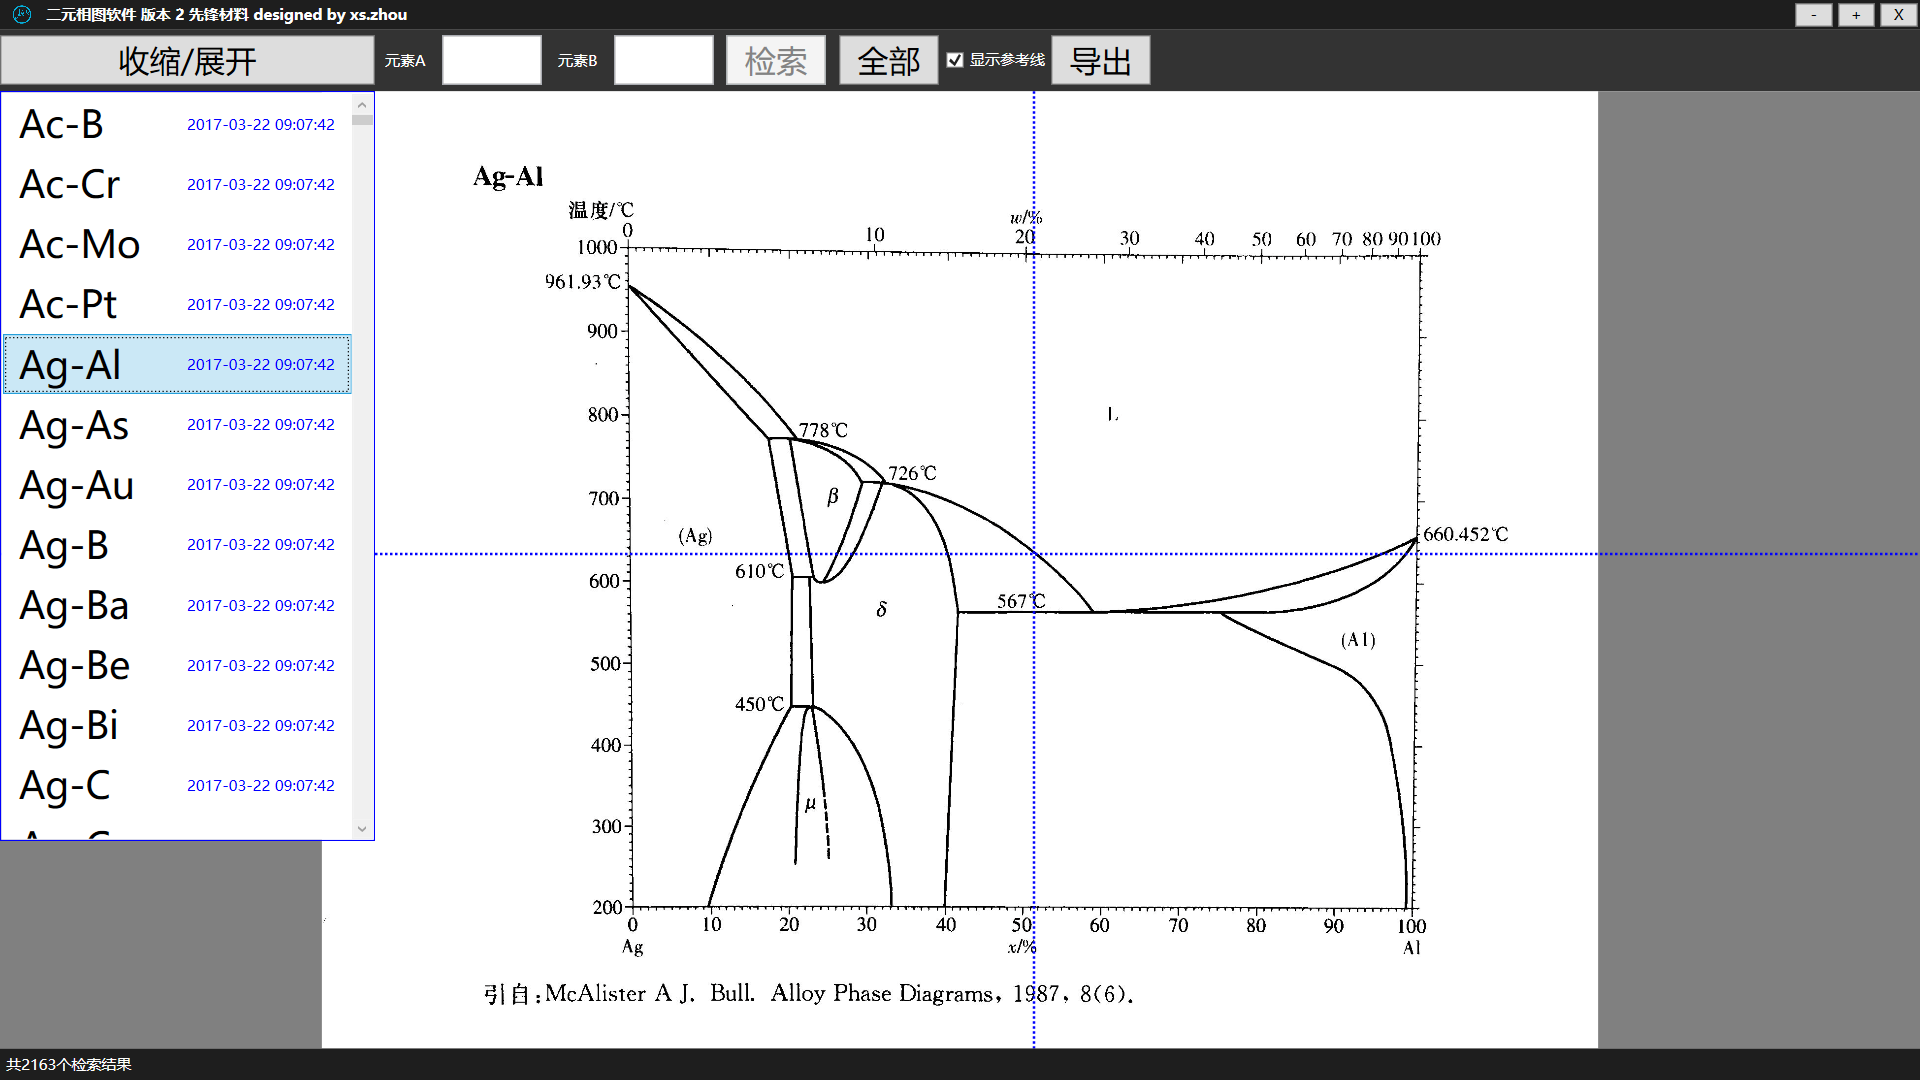 二元相图软件 版本 2 先锋材料 designed by xs.zhou
- + X
收缩/展开 元素A 元素B 检索 全部 显示参考线 导出
Ac-B 2017-03-22 09:07:42
Ac-Cr 2017-03-22 09:07:42
Ac-Mo 2017-03-22 09:07:42
Ac-Pt 2017-03-22 09:07:42
Ag-Al 2017-03-22 09:07:42
Ag-As 2017-03-22 09:07:42
Ag-Au 2017-03-22 09:07:42
Ag-B 2017-03-22 09:07:42
Ag-Ba 2017-03-22 09:07:42
Ag-Be 2017-03-22 09:07:42
Ag-Bi 2017-03-22 09:07:42
Ag-C 2017-03-22 09:07:42
Ag-Al
温度/℃
w/%
0 10 20 30 40 50 60 70 80 90 100
1000
961.93℃
900
800
778℃
L
726℃
700
β
(Ag)
660.452℃
610℃
600
δ
567℃
(Al)
500
450℃
400
μ
300
200
0 10 20 30 40 50 60 70 80 90 100
Ag x/% Al
引自:McAlister A J. Bull. Alloy Phase Diagrams, 1987, 8(6).
共2163个检索结果